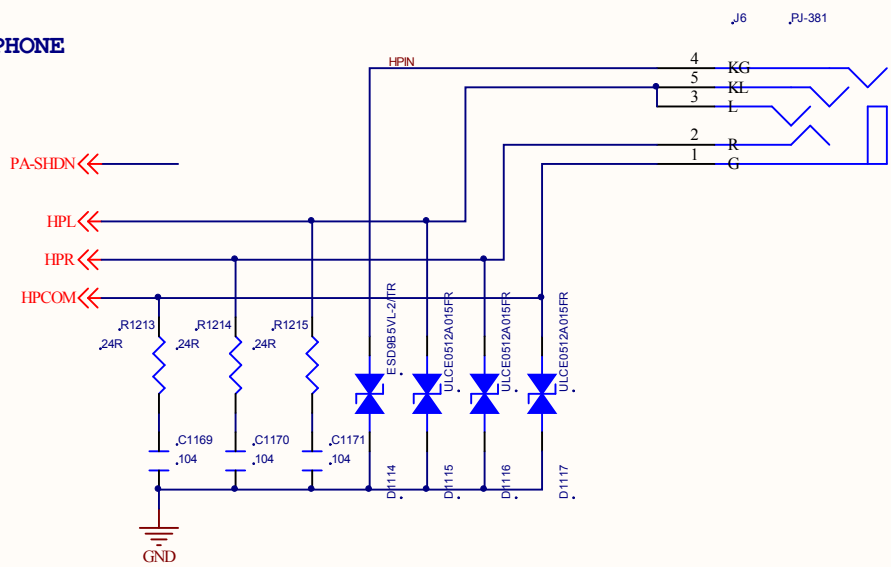 .J6 .PJ-381
PHONE
HPIN
4 KG
5 KL
3 L
2 R
1 G
PA-SHDN
HPL
HPR
HPCOM
.R1213 .R1214 .R1215
.24R .24R .24R
ESD9B5VL-2/TR
ULCE0512A015FR
ULCE0512A015FR
ULCE0512A015FR
.C1169 .C1170 .C1171
.104 .104 .104
D1114.
D1115.
D1116.
D1117.
GND